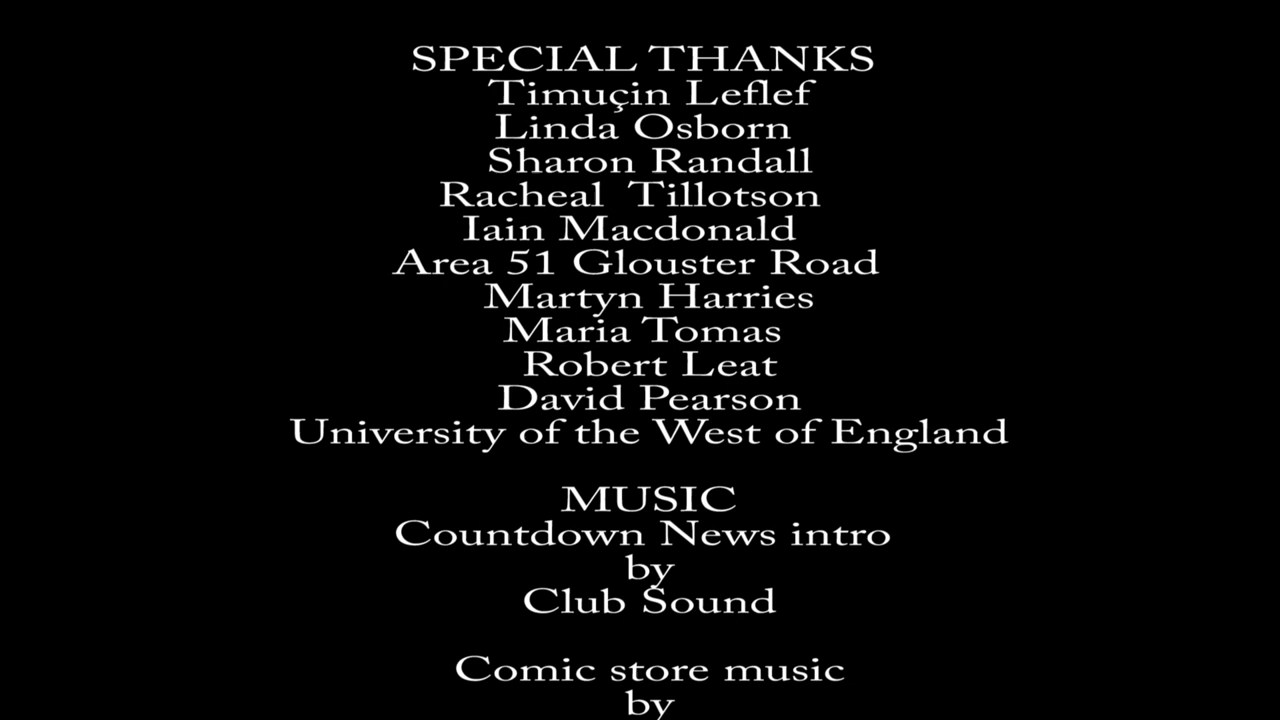 SPECIAL THANKS
Timuçin Leflef
Linda Osborn
Sharon Randall
Racheal  Tillotson
Iain Macdonald
Area 51 Glouster Road
Martyn Harries
Maria Tomas
Robert Leat
David Pearson
University of the West of England
MUSIC
Countdown News intro
by
Club Sound
Comic store music
by